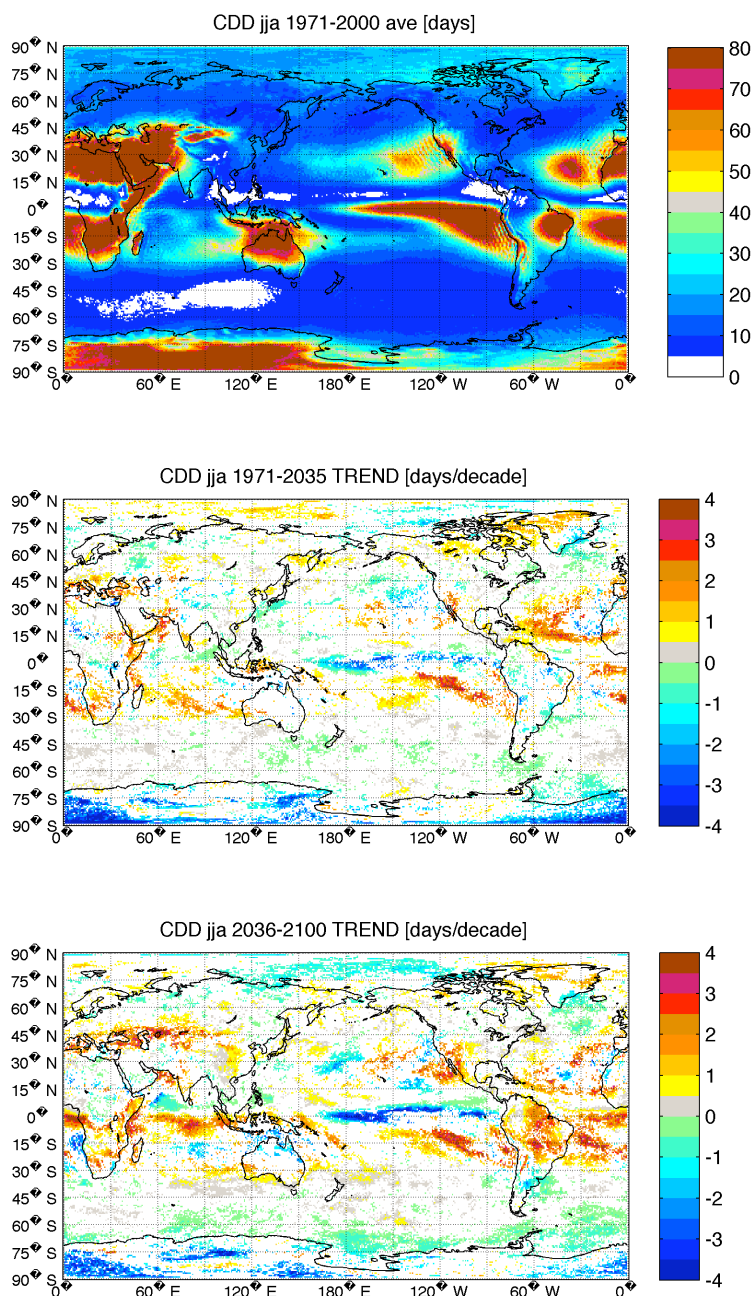 CDD jja 1971-2000 ave [days]
90� N
75� N
60� N
45� N
30� N
15� N
0�
15� S
30� S
45� S
60� S
75� S
90� S
0� 60� E 120� E 180� E 120� W 60� W 0�
80
70
60
50
40
30
20
10
0
CDD jja 1971-2035 TREND [days/decade]
90� N
75� N
60� N
45� N
30� N
15� N
0�
15� S
30� S
45� S
60� S
75� S
90� S
0� 60� E 120� E 180� E 120� W 60� W 0�
4
3
2
1
0
-1
-2
-3
-4
CDD jja 2036-2100 TREND [days/decade]
90� N
75� N
60� N
45� N
30� N
15� N
0�
15� S
30� S
45� S
60� S
75� S
90� S
0� 60� E 120� E 180� E 120� W 60� W 0�
4
3
2
1
0
-1
-2
-3
-4